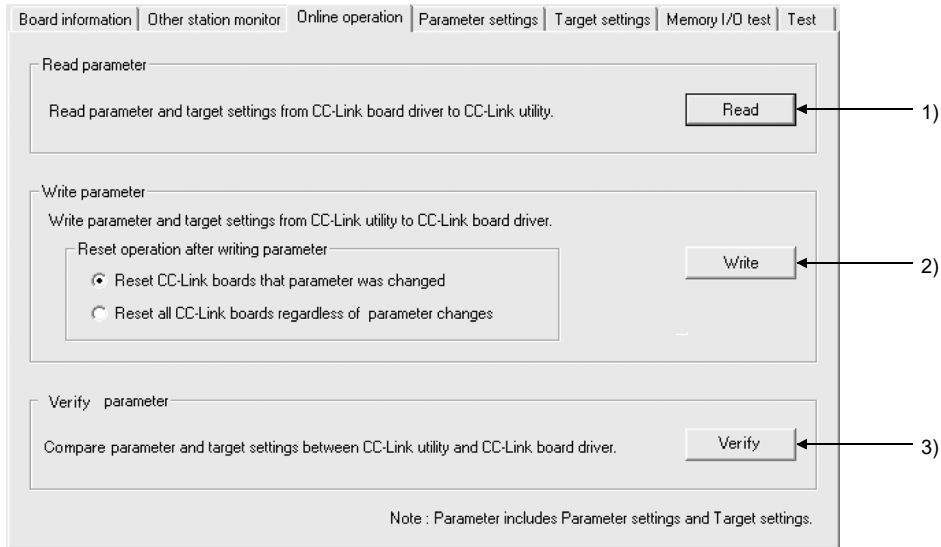 Board information Other station monitor Online operation Parameter settings Target settings Memory I/O test Test
Read parameter
Read parameter and target settings from CC-Link board driver to CC-Link utility.
Read
1)
Write parameter
Write parameter and target settings from CC-Link utility to CC-Link board driver.
Reset operation after writing parameter
Write
2)
Reset CC-Link boards that parameter was changed
Reset all CC-Link boards regardless of parameter changes
Verify parameter
Compare parameter and target settings between CC-Link utility and CC-Link board driver.
Verify
3)
Note : Parameter includes Parameter settings and Target settings.